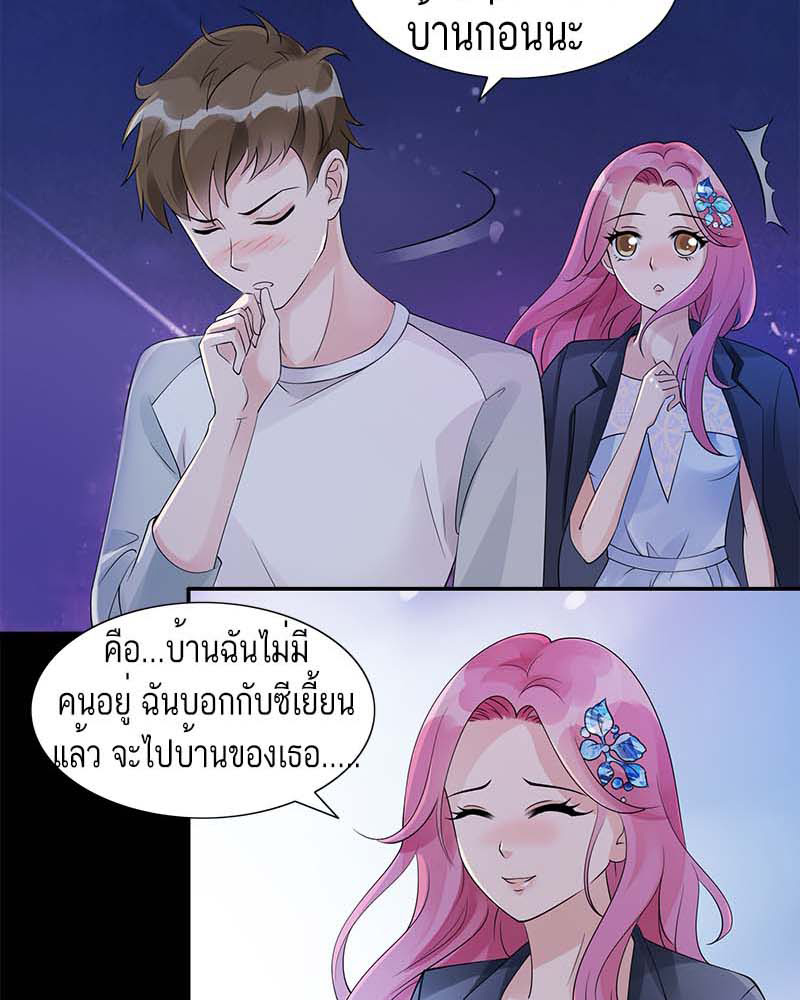 บ้านก่อนนะ
คือ...บ้านฉันไม่มี
คนอยู่ ฉันบอกกับซีเยี้ยน
แล้ว จะไปบ้านของเธอ.....